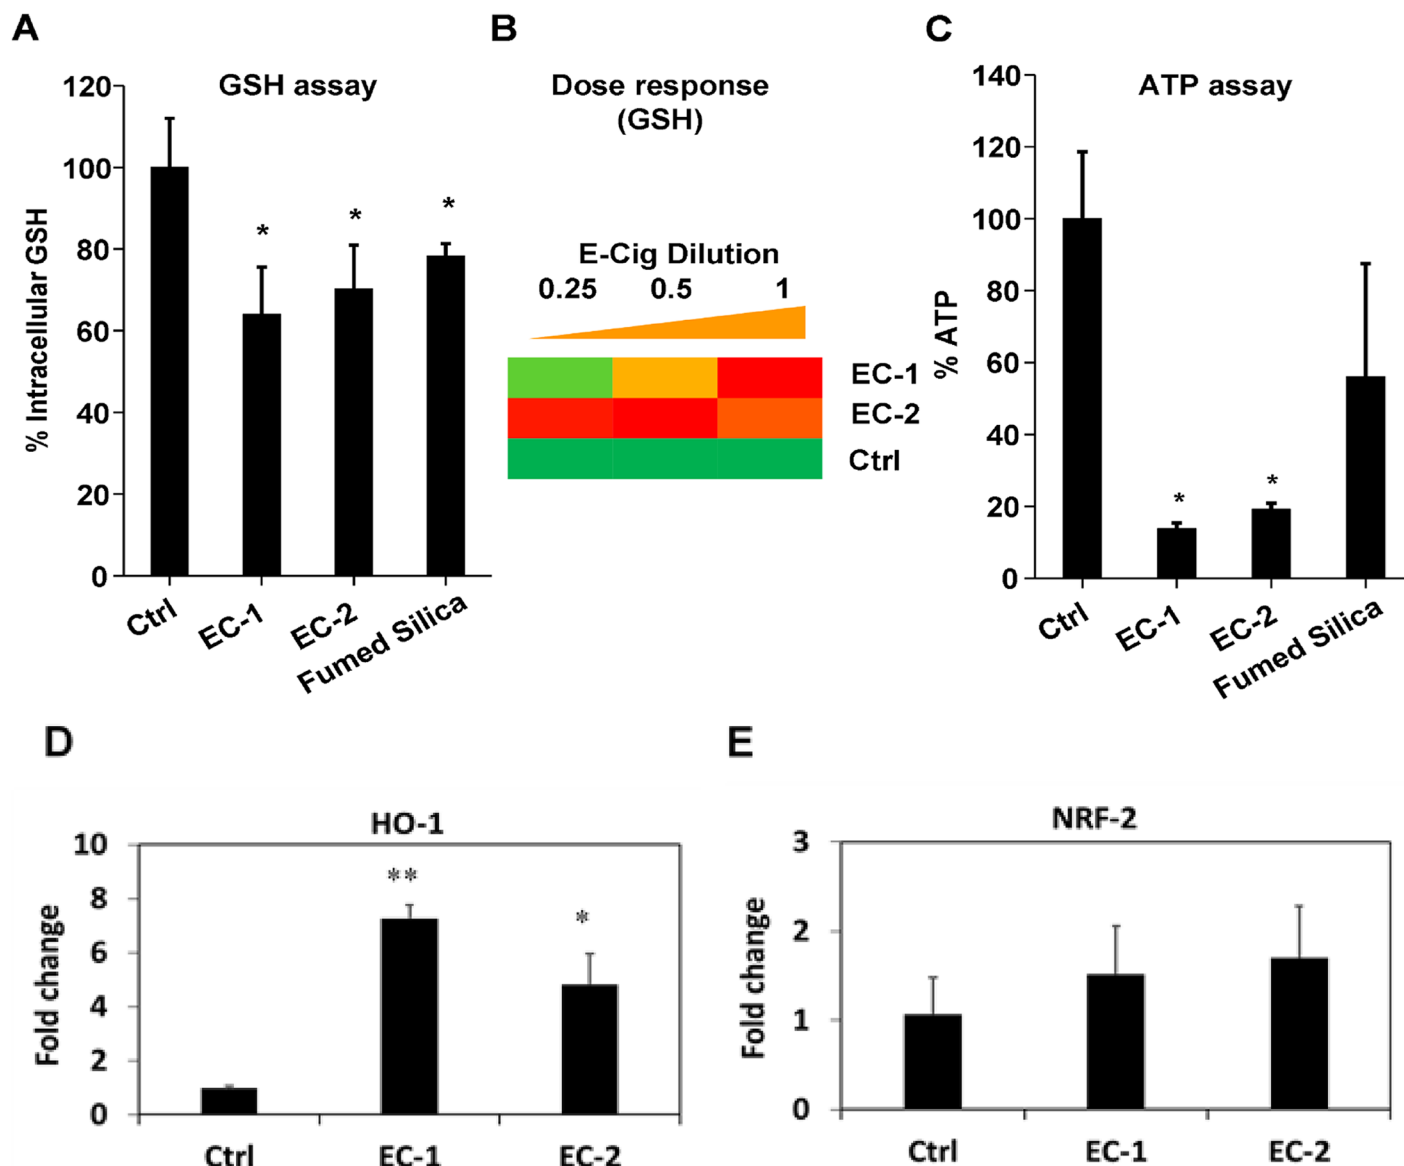 A
GSH assay
% Intracellular GSH
120
100
80
60
40
20
0
*
*
*
Ctrl
EC-1
EC-2
Fumed Silica
B
Dose response
(GSH)
E-Cig Dilution
0.25 0.5 1
EC-1
EC-2
Ctrl
C
ATP assay
% ATP
140
120
100
80
60
40
20
0
*
*
Ctrl
EC-1
EC-2
Fumed Silica
D
HO-1
Fold change
10
8
6
4
2
0
**
*
Ctrl
EC-1
EC-2
E
NRF-2
Fold change
3
2
1
0
Ctrl
EC-1
EC-2